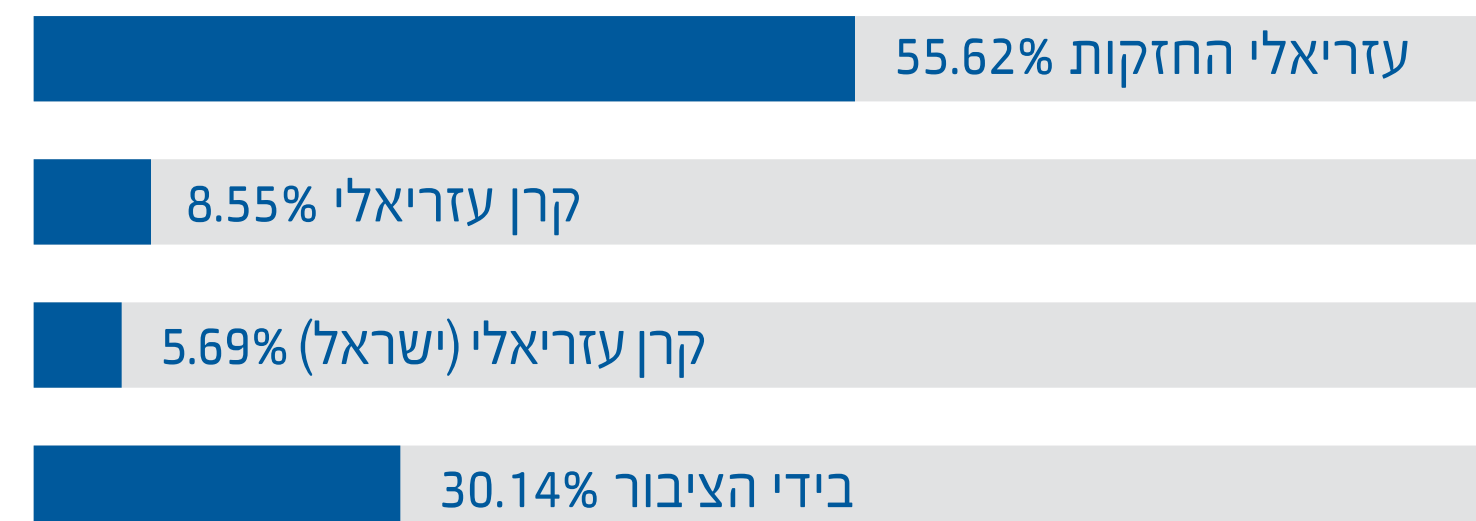 עזריאלי החזקות 55.62%
קרן עזריאלי 8.55%
קרן עזריאלי (ישראל) 5.69%
בידי הציבור 30.14%